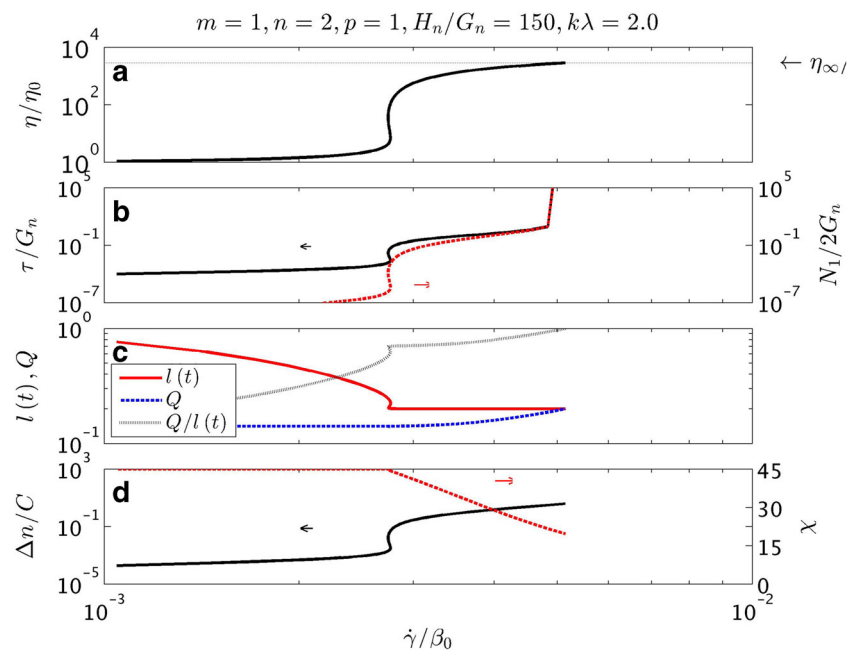 m = 1, n = 2, p = 1, H_n/G_n = 150, kλ = 2.0
10^4
a
← η_∞/
η/η_0
10^2
10^0
10^5
10^5
b
τ/G_n
10^-1
10^-1
N_1/2G_n
10^-7
10^-7
10^0
10^0
c
l(t), Q
l(t)
Q
Q/l(t)
10^-1
10^3
45
d
Δn/C
10^-1
30
χ
15
10^-5
0
10^-3
10^-2
γ̇/β_0